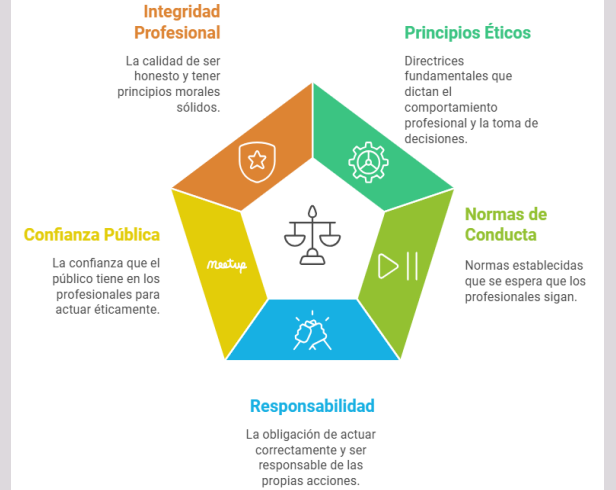 Integridad
Profesional
La calidad de ser
honesto y tener
principios morales
sólidos.
Principios Éticos
Directrices
fundamentales que
dictan el
comportamiento
profesional y la toma de
decisiones.
Confianza Pública
La confianza que el
público tiene en los
profesionales para
actuar éticamente.
meetup
Normas de
Conducta
Normas establecidas
que se espera que los
profesionales sigan.
Responsabilidad
La obligación de actuar
correctamente y ser
responsable de las
propias acciones.